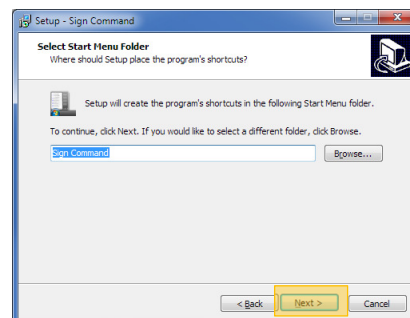 Setup - Sign Command
Select Start Menu Folder
Where should Setup place the program's shortcuts?
Setup will create the program's shortcuts in the following Start Menu folder.
To continue, click Next. If you would like to select a different folder, click Browse.
Sign Command
Browse...
< Back
Next >
Cancel